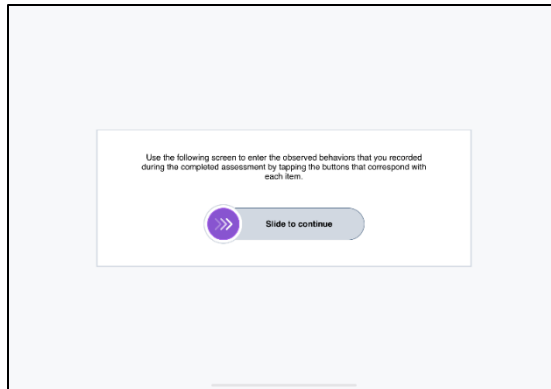 Use the following screen to enter the observed behaviors that you recorded
during the completed assessment by tapping the buttons that correspond with
each item.
Slide to continue